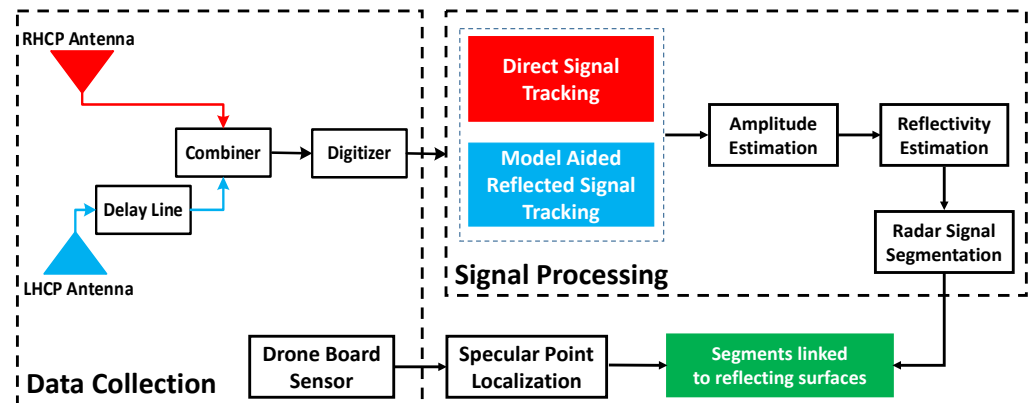 RHCP Antenna
Combiner
Digitizer
Delay Line
LHCP Antenna
Drone Board
Sensor
Data Collection
Direct Signal
Tracking
Model Aided
Reflected Signal
Tracking
Amplitude
Estimation
Reflectivity
Estimation
Radar Signal
Segmentation
Signal Processing
Specular Point
Localization
Segments linked
to reflecting surfaces